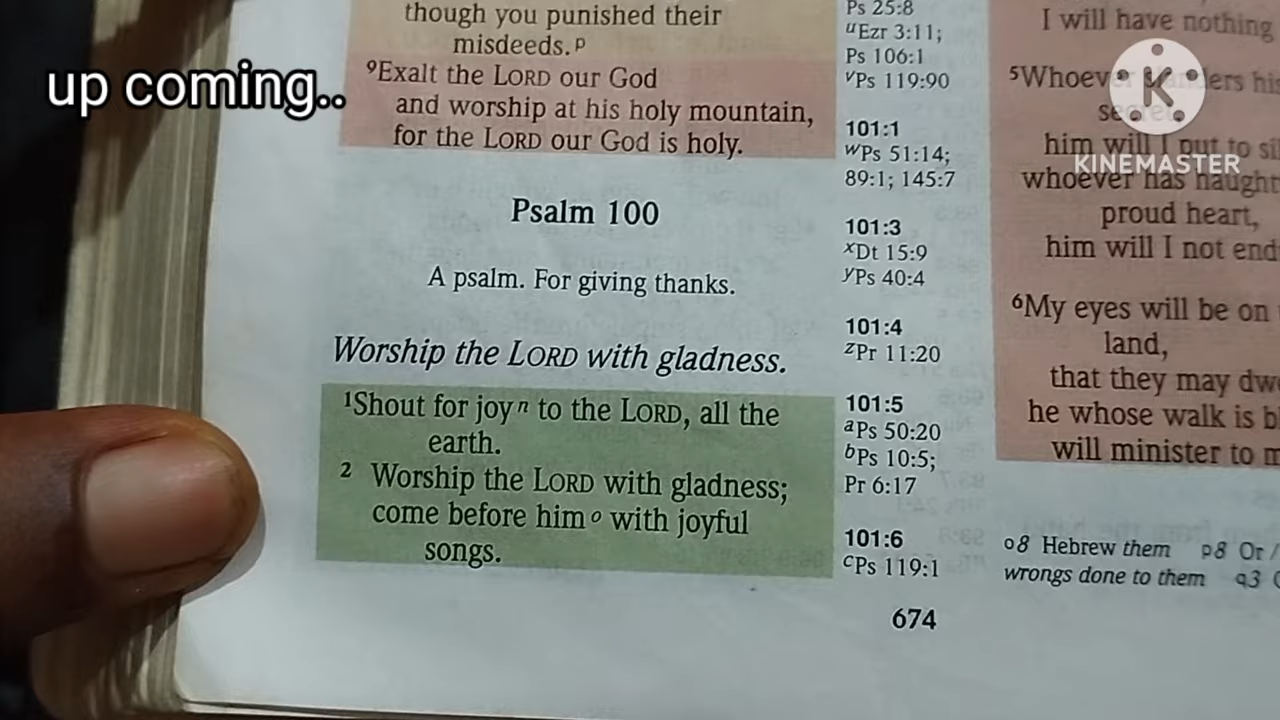 up coming..
though you punished their
misdeeds. p
9Exalt the LORD our God
and worship at his holy mountain,
for the LORD our God is holy.
Psalm 100
A psalm. For giving thanks.
Worship the LORD with gladness.
1Shout for joy n to the LORD, all the
earth.
2 Worship the LORD with gladness;
come before him o with joyful
songs.
Ps 25:8
uEzr 3:11;
Ps 106:1
vPs 119:90
101:1
wPs 51:14;
89:1; 145:7
101:3
xDt 15:9
yPs 40:4
101:4
zPr 11:20
101:5
aPs 50:20
bPs 10:5;
Pr 6:17
101:6
cPs 119:1
674
I will have nothing
5Whoever his
him will I put to
whoever has
proud heart,
him will I not
6My eyes will be on
land,
that they may
he whose walk is
will minister to
o8 Hebrew them p8 Or
wrongs done to them q3
KINEMASTER